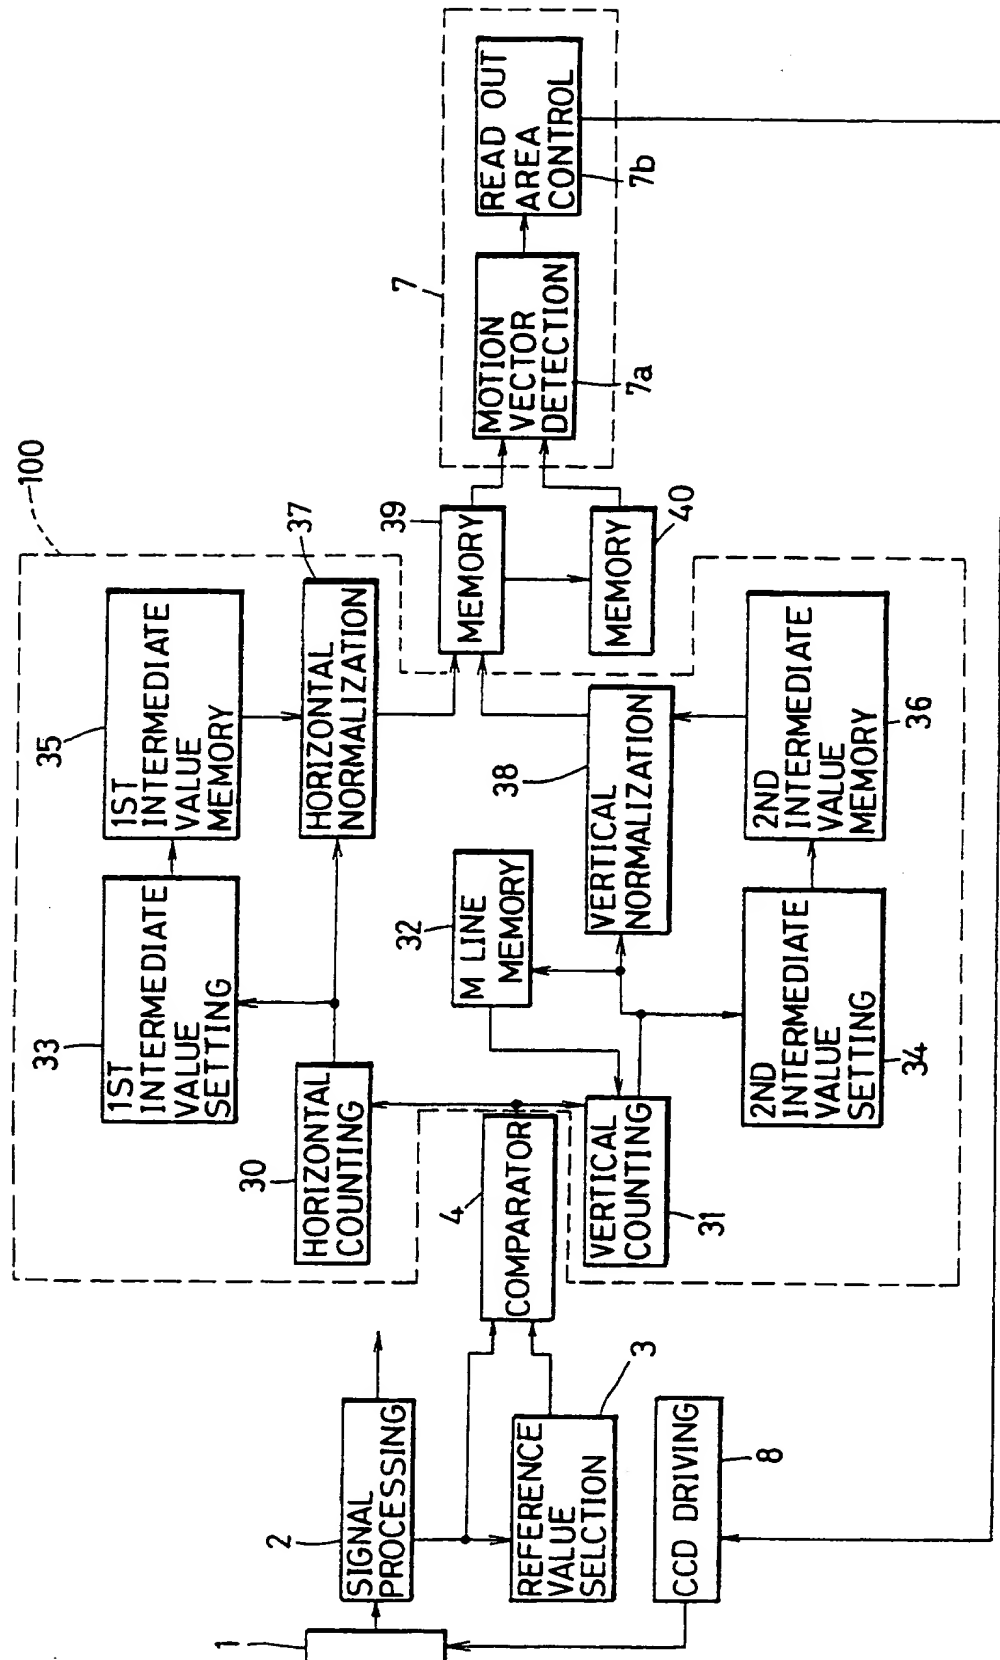 1
2
SIGNAL
PROCESSING
REFERENCE
VALUE
SELCTION
3
CCD DRIVING
8
COMPARATOR
4
100
HORIZONTAL
COUNTING
30
VERTICAL
COUNTING
31
M LINE
MEMORY
32
1ST
INTERMEDIATE
VALUE
SETTING
33
2ND
INTERMEDIATE
VALUE
SETTING
34
1ST
INTERMEDIATE
VALUE
MEMORY
35
2ND
INTERMEDIATE
VALUE
MEMORY
36
HORIZONTAL
NORMALIZATION
37
VERTICAL
NORMALIZATION
38
MEMORY
39
MEMORY
40
7
MOTION
VECTOR
DETECTION
7a
READ OUT
AREA
CONTROL
7b